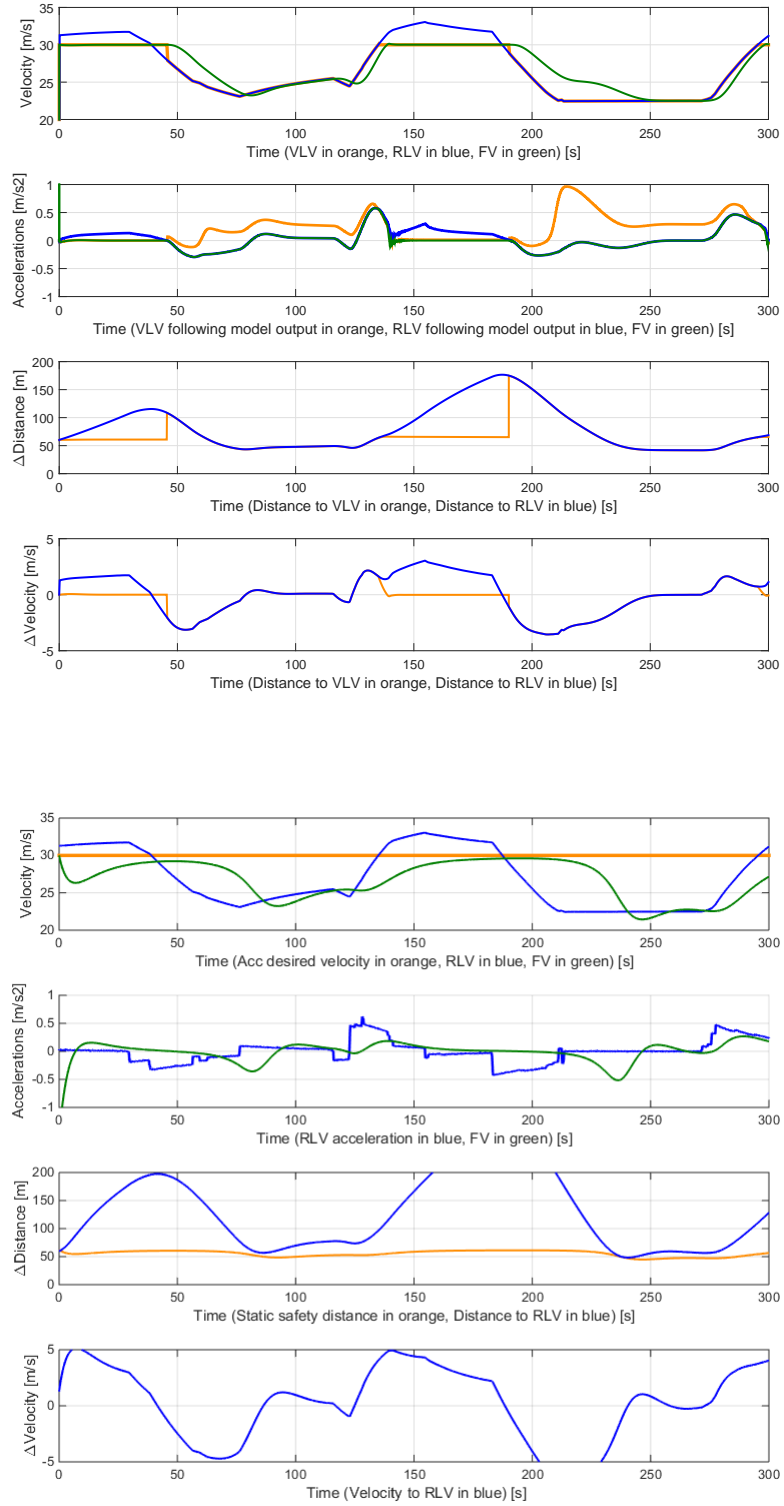 35
30
25
20
Velocity [m/s]
0 50 100 150 200 250 300
Time (VLV in orange, RLV in blue, FV in green) [s]
1
0.5
0
-0.5
-1
Accelerations [m/s2]
0 50 100 150 200 250 300
Time (VLV following model output in orange, RLV following model output in blue, FV in green) [s]
200
150
100
50
0
ΔDistance [m]
0 50 100 150 200 250 300
Time (Distance to VLV in orange, Distance to RLV in blue) [s]
5
0
-5
ΔVelocity [m/s]
0 50 100 150 200 250 300
Time (Distance to VLV in orange, Distance to RLV in blue) [s]
35
30
25
20
Velocity [m/s]
0 50 100 150 200 250 300
Time (Acc desired velocity in orange, RLV in blue, FV in green) [s]
1
0.5
0
-0.5
-1
Accelerations [m/s2]
0 50 100 150 200 250 300
Time (RLV acceleration in blue, FV in green) [s]
200
150
100
50
0
ΔDistance [m]
0 50 100 150 200 250 300
Time (Static safety distance in orange, Distance to RLV in blue) [s]
5
0
-5
ΔVelocity [m/s]
0 50 100 150 200 250 300
Time (Velocity to RLV in blue) [s]